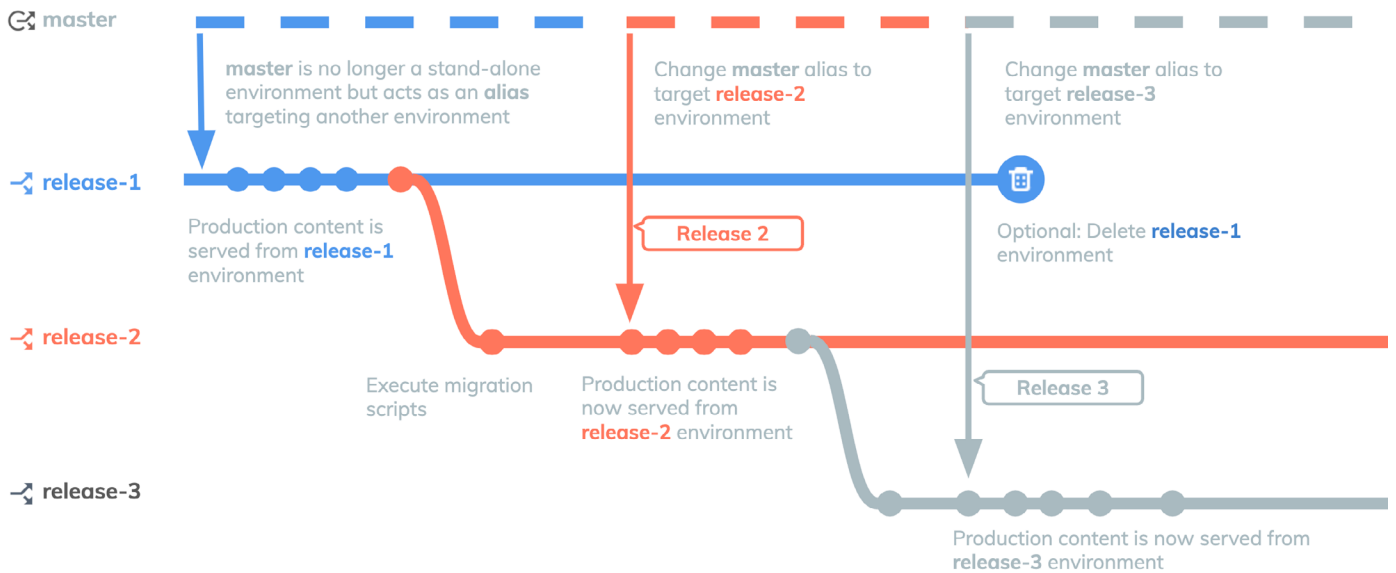 master
master is no longer a stand-alone
environment but acts as an alias
targeting another environment
Change master alias to
target release-2
environment
Change master alias to
target release-3
environment
release-1
Production content is
served from release-1
environment
Release 2
Optional: Delete release-1
environment
release-2
Execute migration
scripts
Production content is
now served from
release-2 environment
Release 3
release-3
Production content is now served from
release-3 environment